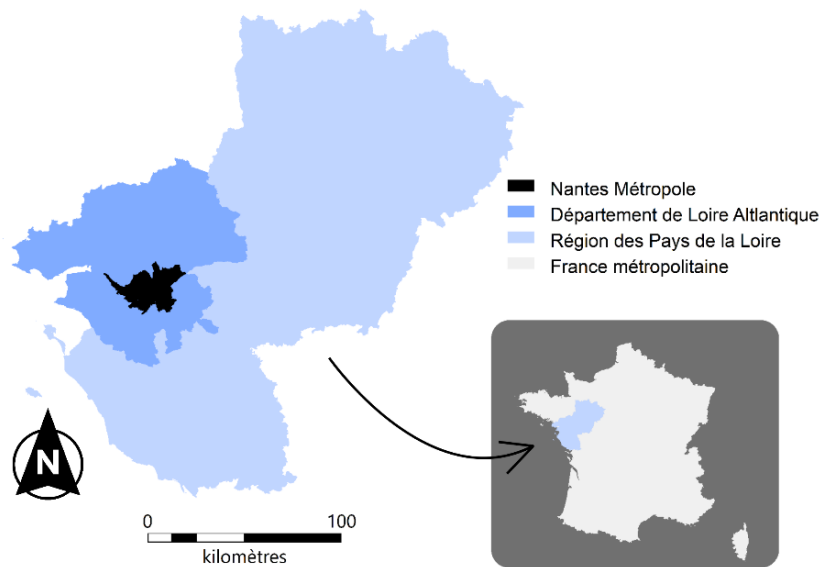 Nantes Métropole
Département de Loire Altlantique
Région des Pays de la Loire
France métropolitaine
N
0 100
kilomètres